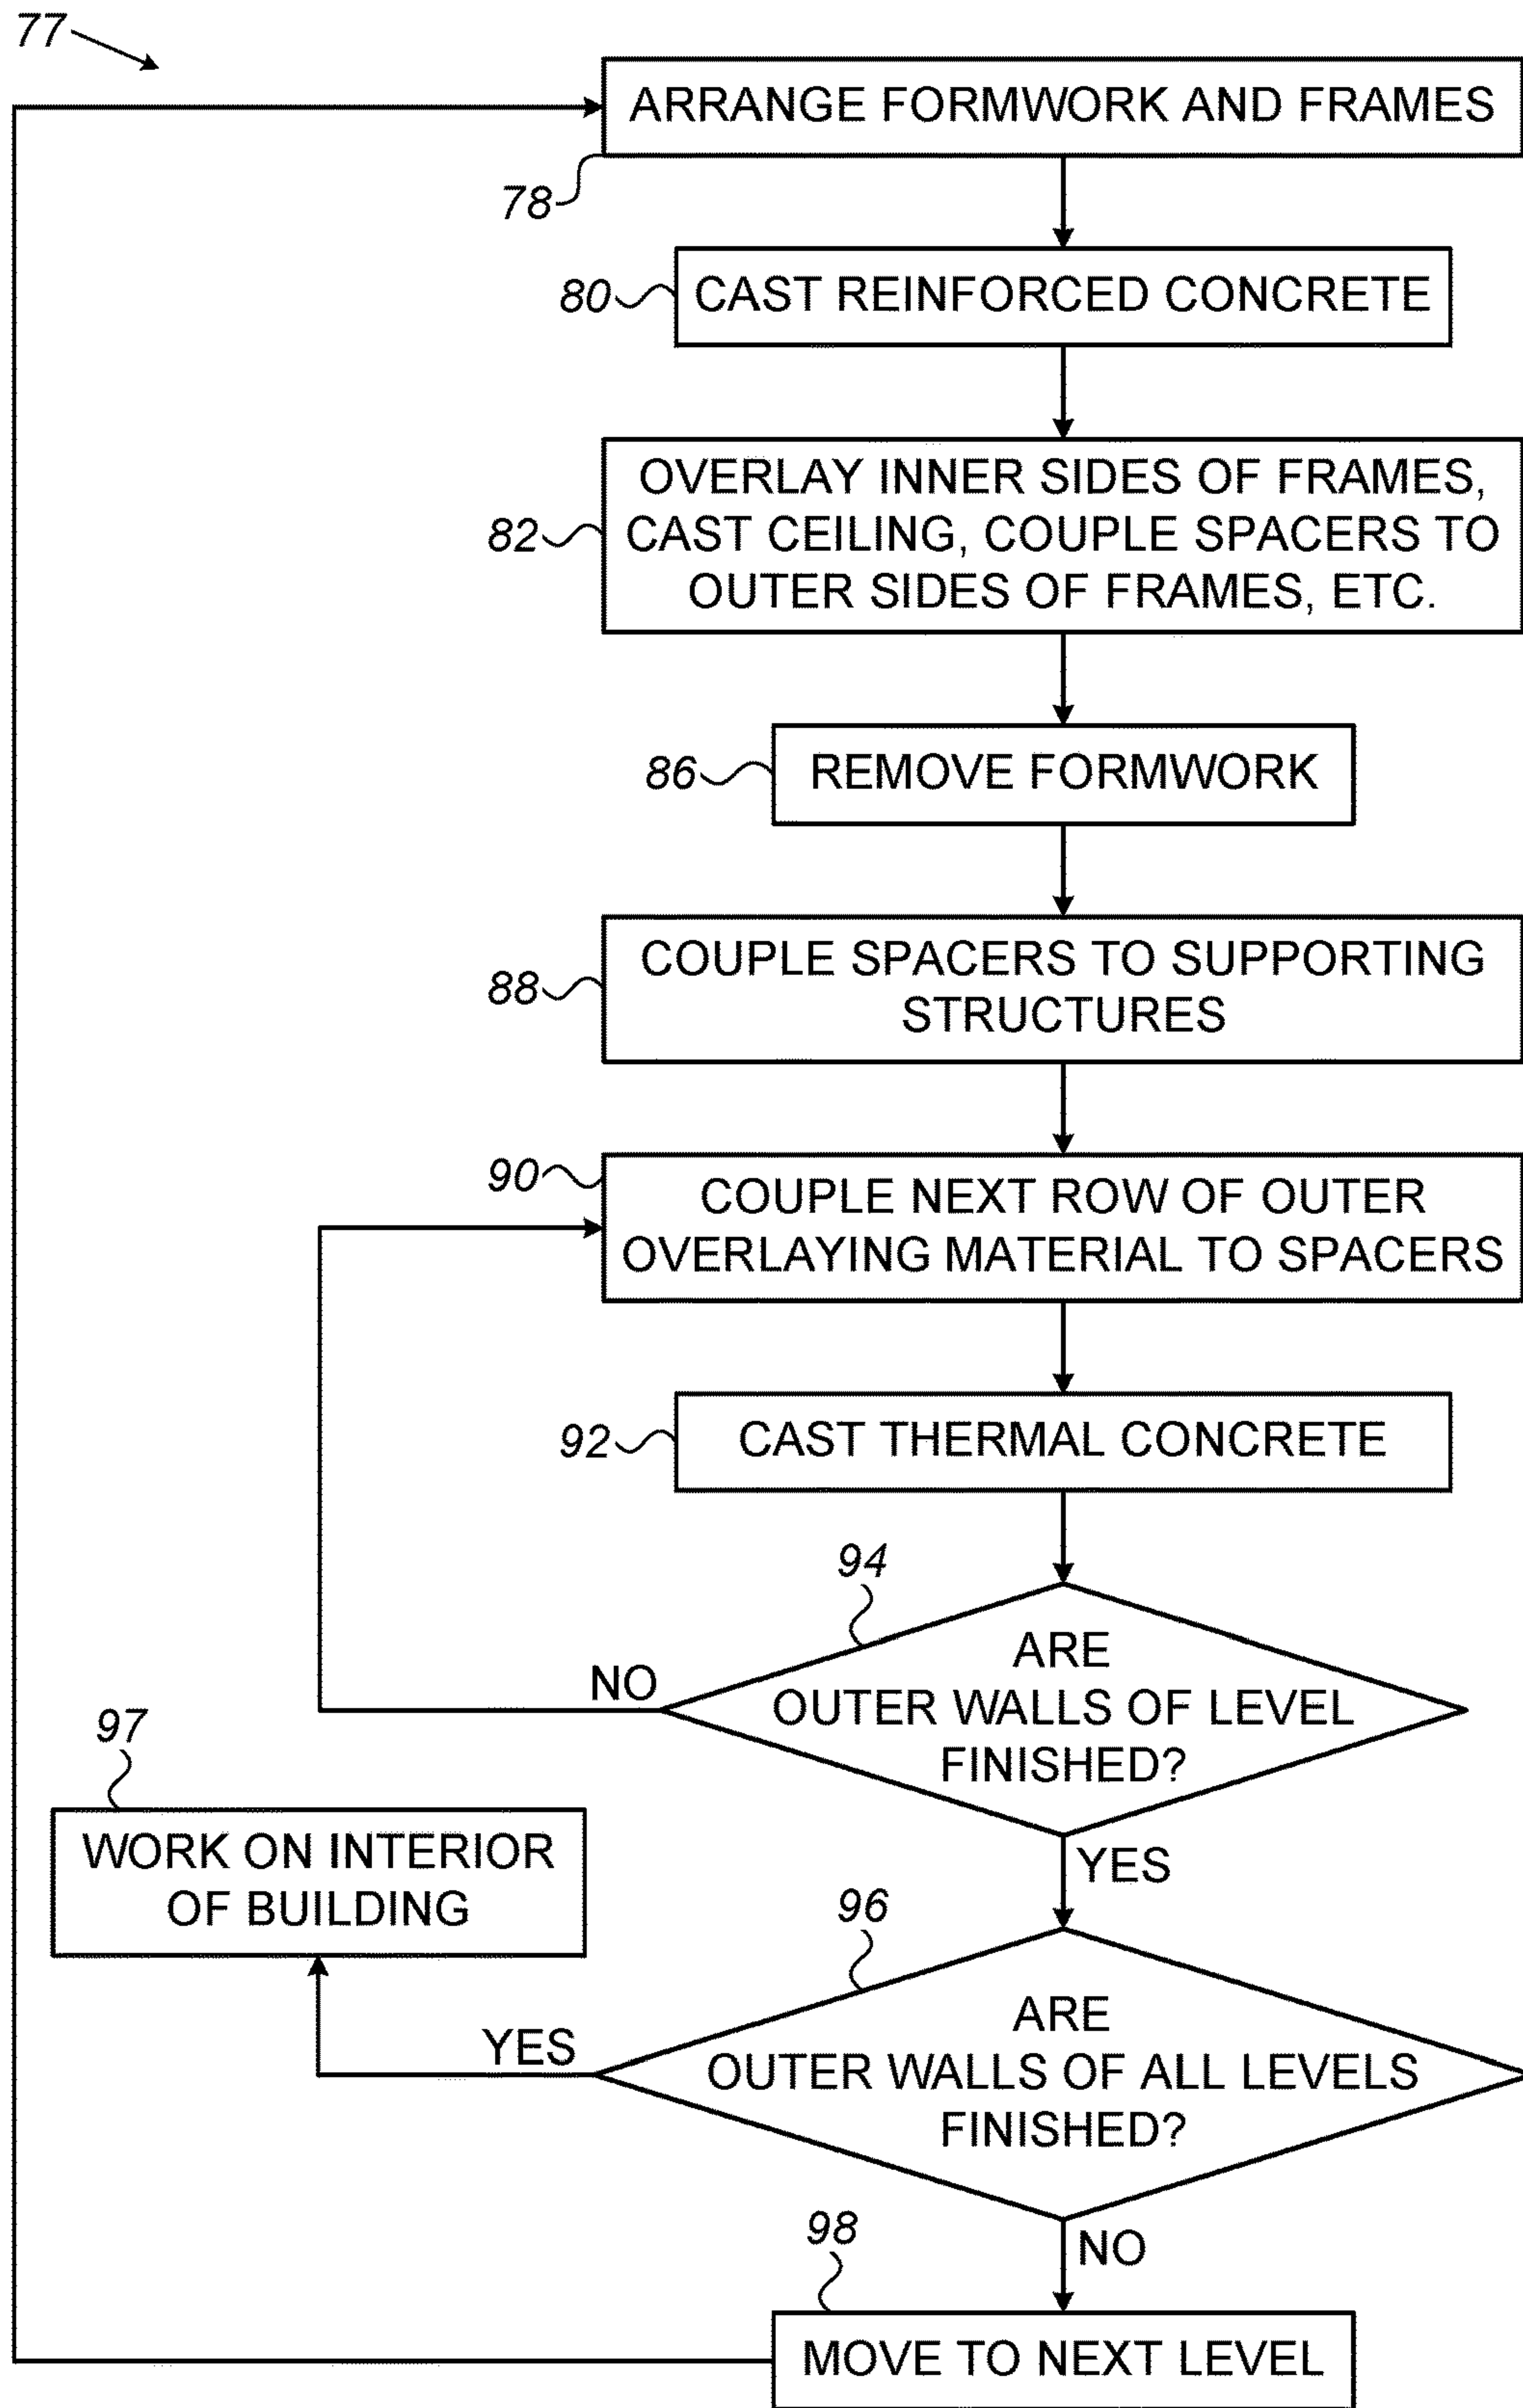 77
ARRANGE FORMWORK AND FRAMES
78
CAST REINFORCED CONCRETE
80
OVERLAY INNER SIDES OF FRAMES,
CAST CEILING, COUPLE SPACERS TO
OUTER SIDES OF FRAMES, ETC.
82
REMOVE FORMWORK
86
COUPLE SPACERS TO SUPPORTING
STRUCTURES
88
90
COUPLE NEXT ROW OF OUTER
OVERLAYING MATERIAL TO SPACERS
92
CAST THERMAL CONCRETE
94
ARE
OUTER WALLS OF LEVEL
FINISHED?
NO
YES
97
WORK ON INTERIOR
OF BUILDING
96
ARE
OUTER WALLS OF ALL LEVELS
FINISHED?
YES
NO
98
MOVE TO NEXT LEVEL